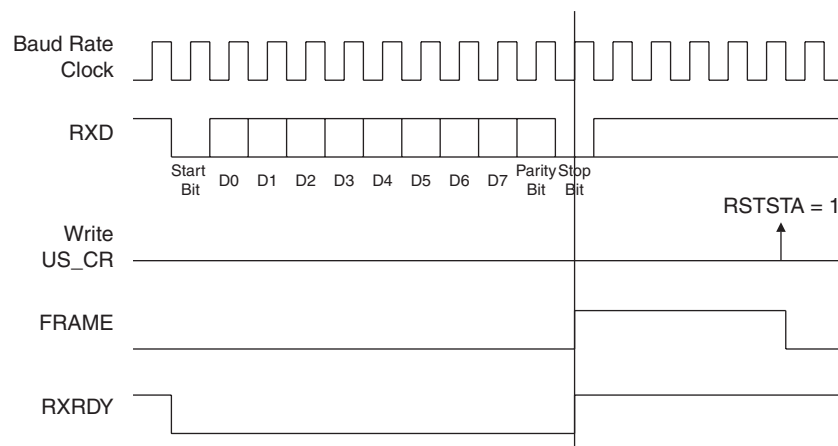 Baud Rate
Clock
RXD
Start
Bit
D0
D1
D2
D3
D4
D5
D6
D7
Parity
Bit
Stop
Bit
RSTSTA = 1
Write
US_CR
FRAME
RXRDY